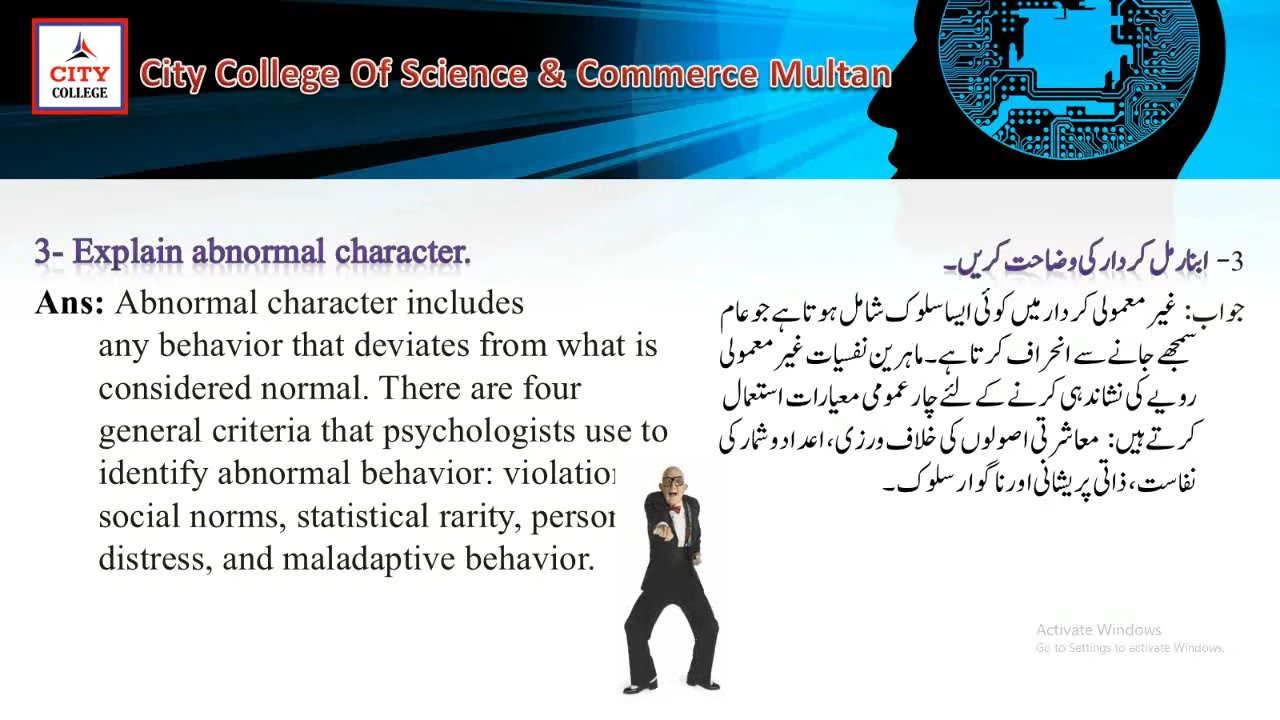 CITY
COLLEGE
City College Of Science & Commerce Multan
3- Explain abnormal character.
Ans: Abnormal character includes
any behavior that deviates from what is
considered normal. There are four
general criteria that psychologists use to
identify abnormal behavior: violation
social norms, statistical rarity, person
distress, and maladaptive behavior.
3- ابنارمل کردار کی وضاحت کریں۔
جواب: غیر معمولی کردار میں کوئی ایسا سلوک شامل ہوتا ہے جو عام
سمجھے جانے سے انحراف کرتا ہے۔ ماہرین نفسیات غیر معمولی
رویے کی نشاندہی کرنے کے لئے چار عمومی معیارات استعمال
کرتے ہیں: معاشرتی اصولوں کی خلاف ورزی، اعداد و شمار کی
نفاست، ذاتی پریشانی اور ناگوار سلوک۔
Activate Windows
Go to Settings to activate Windows.